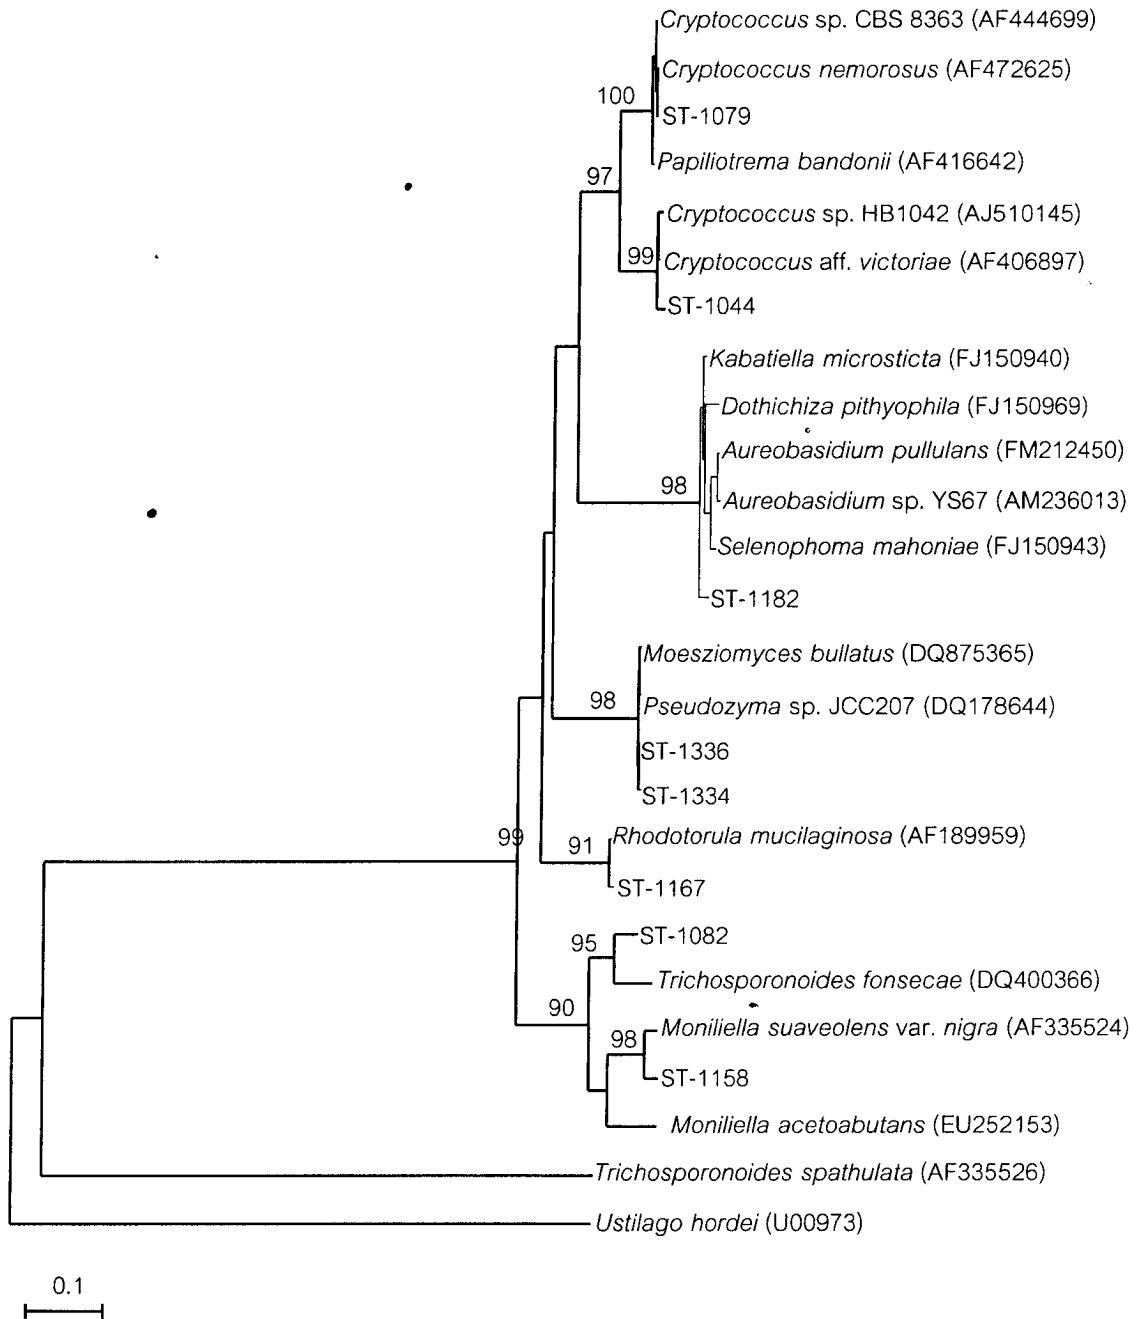 Cryptococcus sp. CBS 8363 (AF444699)
Cryptococcus nemorosus (AF472625)
100
ST-1079
Papiliotrema bandonii (AF416642)
97
Cryptococcus sp. HB1042 (AJ510145)
99
Cryptococcus aff. victoriae (AF406897)
ST-1044
Kabatiella microsticta (FJ150940)
Dothichiza pithyophila (FJ150969)
Aureobasidium pullulans (FM212450)
98
Aureobasidium sp. YS67 (AM236013)
Selenophoma mahoniae (FJ150943)
ST-1182
Moesziomyces bullatus (DQ875365)
98
Pseudozyma sp. JCC207 (DQ178644)
ST-1336
ST-1334
99
91
Rhodotorula mucilaginosa (AF189959)
ST-1167
95
ST-1082
Trichosporonoides fonsecae (DQ400366)
90
Moniliella suaveolens var. nigra (AF335524)
98
ST-1158
Moniliella acetoabutans (EU252153)
Trichosporonoides spathulata (AF335526)
Ustilago hordei (U00973)
0.1